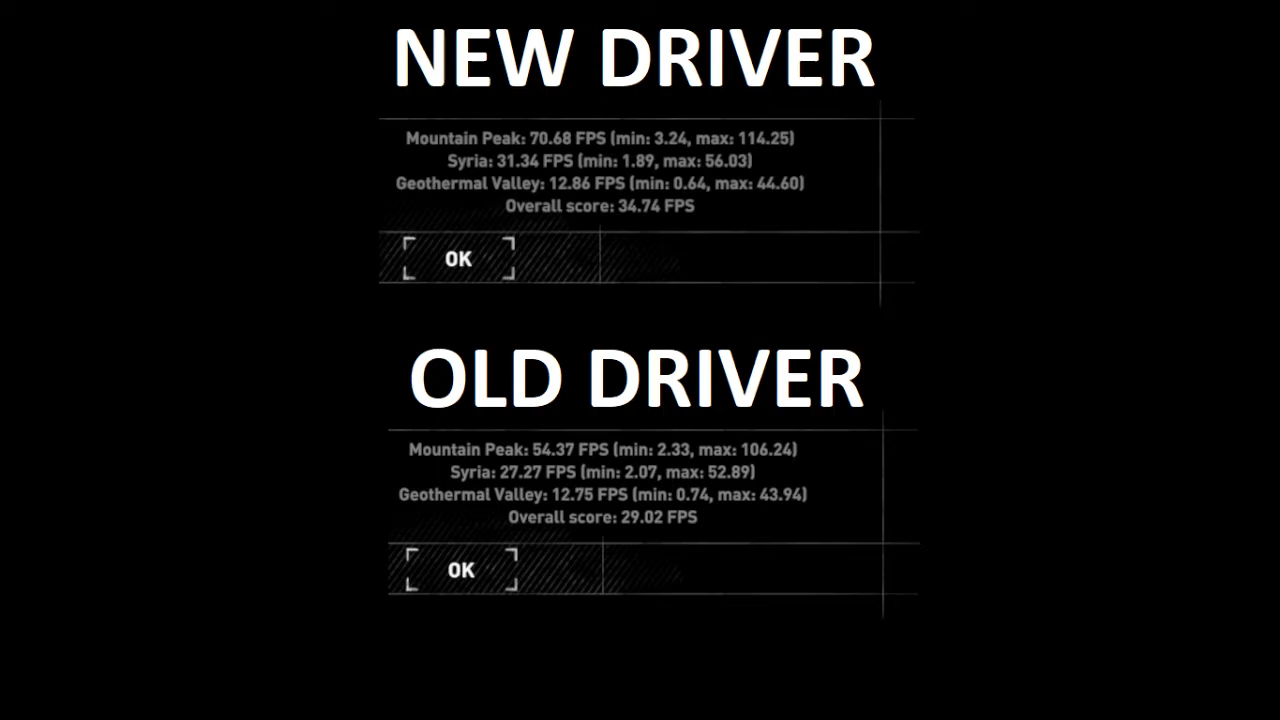 NEW DRIVER
Mountain Peak: 70.68 FPS (min: 3.24, max: 114.25)
Syria: 31.34 FPS (min: 1.89, max: 56.03)
Geothermal Valley: 12.86 FPS (min: 0.64, max: 44.60)
Overall score: 34.74 FPS
OK
OLD DRIVER
Mountain Peak: 54.37 FPS (min: 2.33, max: 106.24)
Syria: 27.27 FPS (min: 2.07, max: 52.89)
Geothermal Valley: 12.75 FPS (min: 0.74, max: 43.94)
Overall score: 29.02 FPS
OK